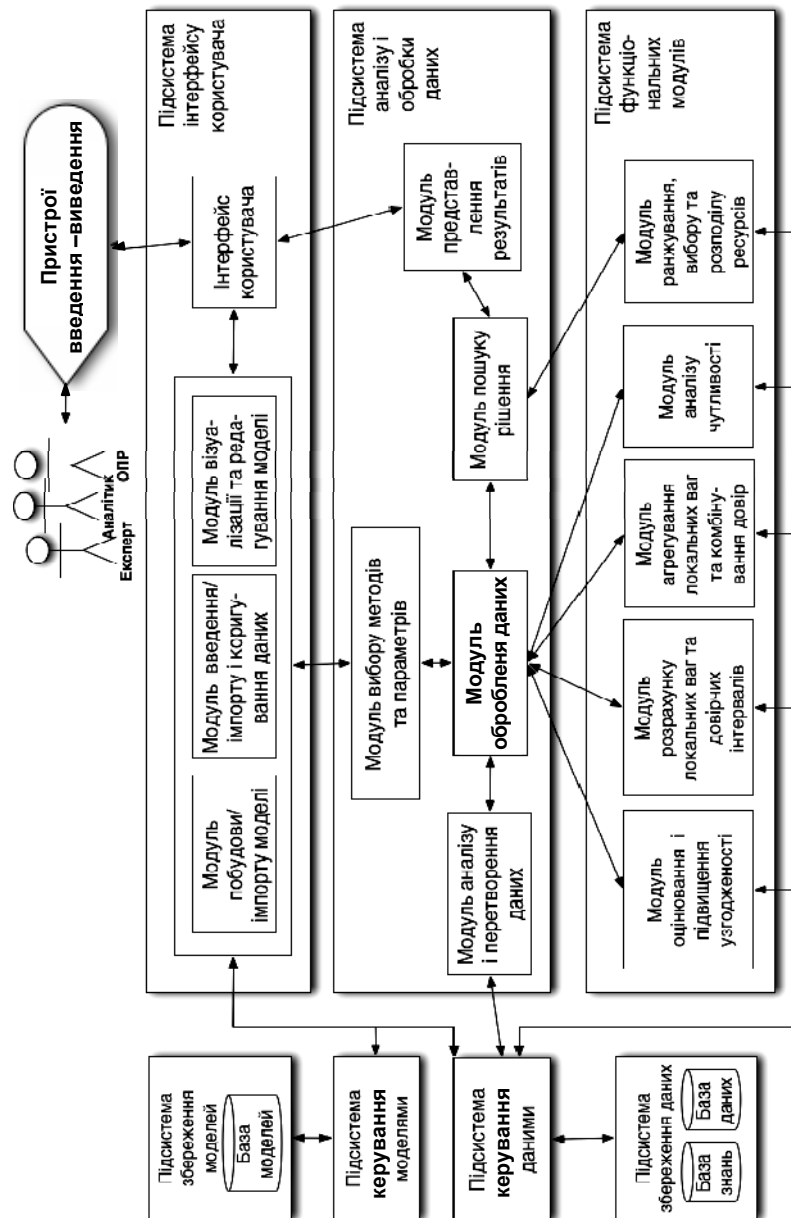 Пристрої
введення –виведення
ОПР
Аналітик
Експерт
Підсистема
інтерфейсу
користувача
Інтерфейс
користувача
Модуль візуа-
лізації та реда-
гування моделі
Модуль введення/
імпорту і коригу-
вання даних
Модуль
побудови/
імпорту моделі
Підсистема
аналізу і
обробки
даних
Модуль
представ-
лення
результатів
Модуль пошуку
рішення
Модуль вибору методів
та параметрів
Модуль
оброблення даних
Модуль аналізу
і перетворення
даних
Підсистема
функціо-
нальних
модулів
Модуль
ранжування,
вибору та
розподілу
ресурсів
Модуль
аналізу
чутливості
Модуль
агрегування
локальних ваг
та комбіну-
вання довір
Модуль
розрахунку
локальних ваг та
довірчих
інтервалів
Модуль
оцінювання і
підвищення
узгодженості
Підсистема
збереження
моделей
База
моделей
Підсистема
керування
моделями
Підсистема
керування
даними
Підсистема
збереження даних
База
знань
База
даних